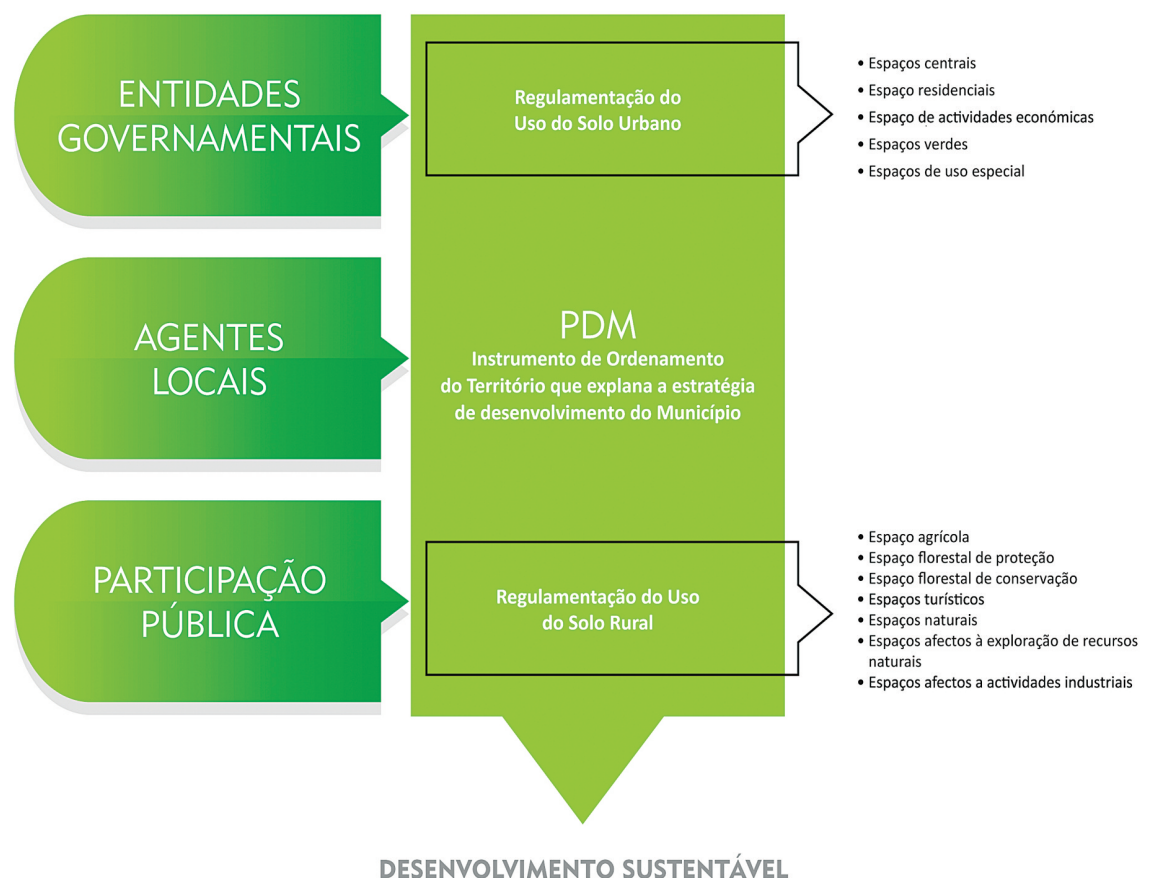 ENTIDADES
GOVERNAMENTAIS
Regulamentação do
Uso do Solo Urbano
• Espaços centrais
• Espaço residenciais
• Espaço de actividades económicas
• Espaços verdes
• Espaços de uso especial
AGENTES
LOCAIS
PDM
Instrumento de Ordenamento
do Território que explana a estratégia
de desenvolvimento do Município
PARTICIPAÇÃO
PÚBLICA
Regulamentação do Uso
do Solo Rural
• Espaço agrícola
• Espaço florestal de proteção
• Espaço florestal de conservação
• Espaços turísticos
• Espaços naturais
• Espaços afectos à exploração de recursos
naturais
• Espaços afectos a actividades industriais
DESENVOLVIMENTO SUSTENTÁVEL